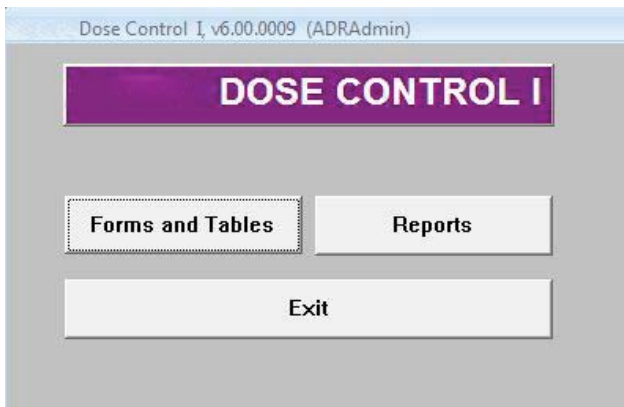 Dose Control I, v6.00.0009 (ADRAdmin)
DOSE CONTROL I
Forms and Tables
Reports
Exit